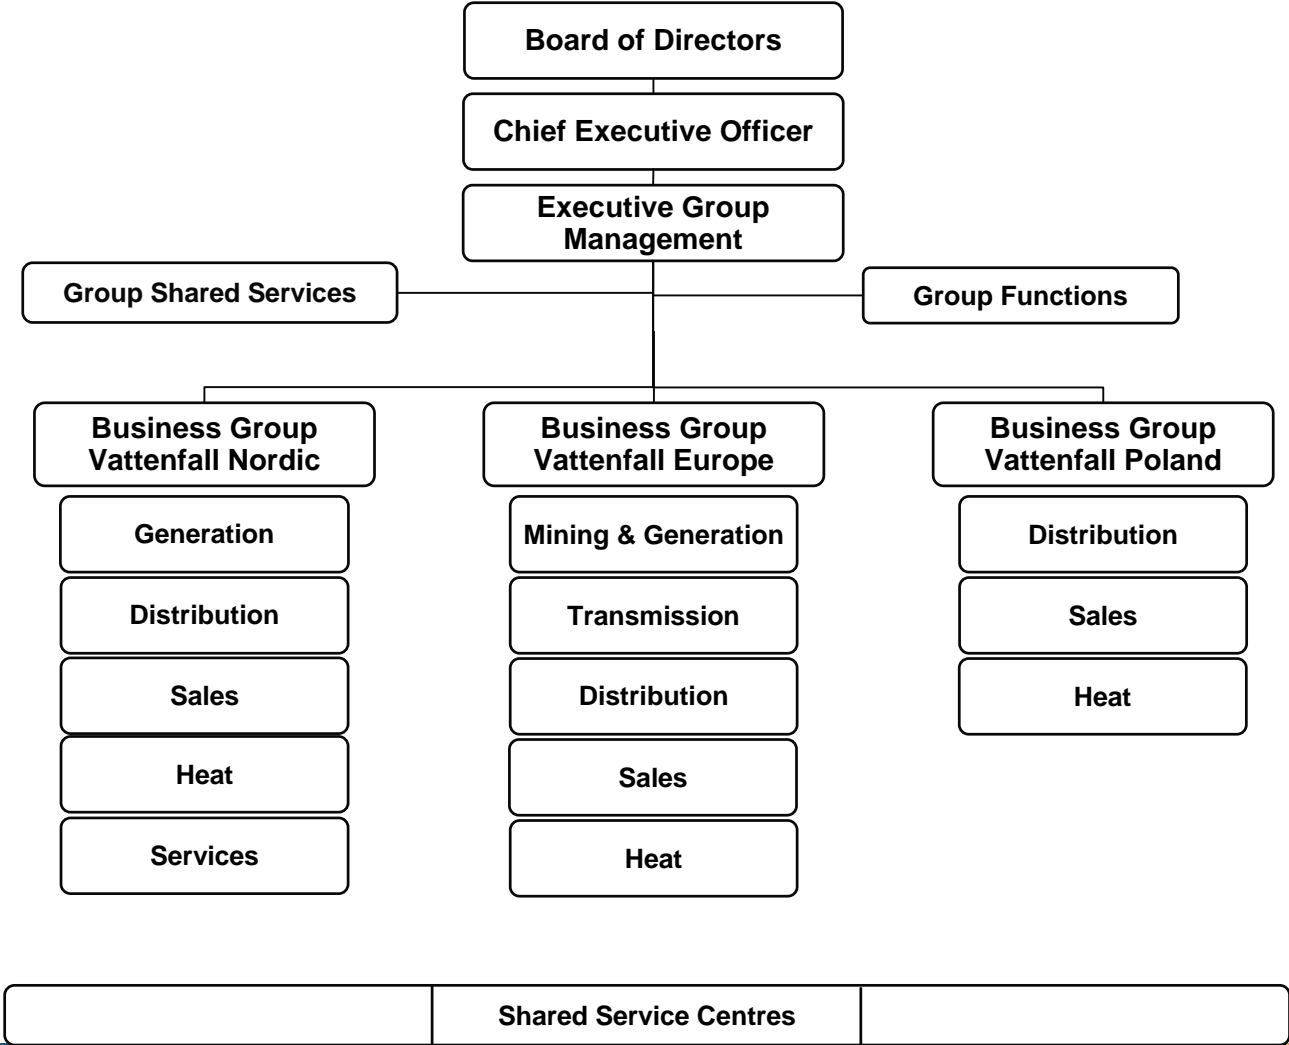 Board of Directors
Chief Executive Officer
Executive Group
Management
Group Shared Services
Group Functions
Business Group
Vattenfall Nordic
Generation
Distribution
Sales
Heat
Services
Business Group
Vattenfall Europe
Mining & Generation
Transmission
Distribution
Sales
Heat
Business Group
Vattenfall Poland
Distribution
Sales
Heat
Shared Service Centres